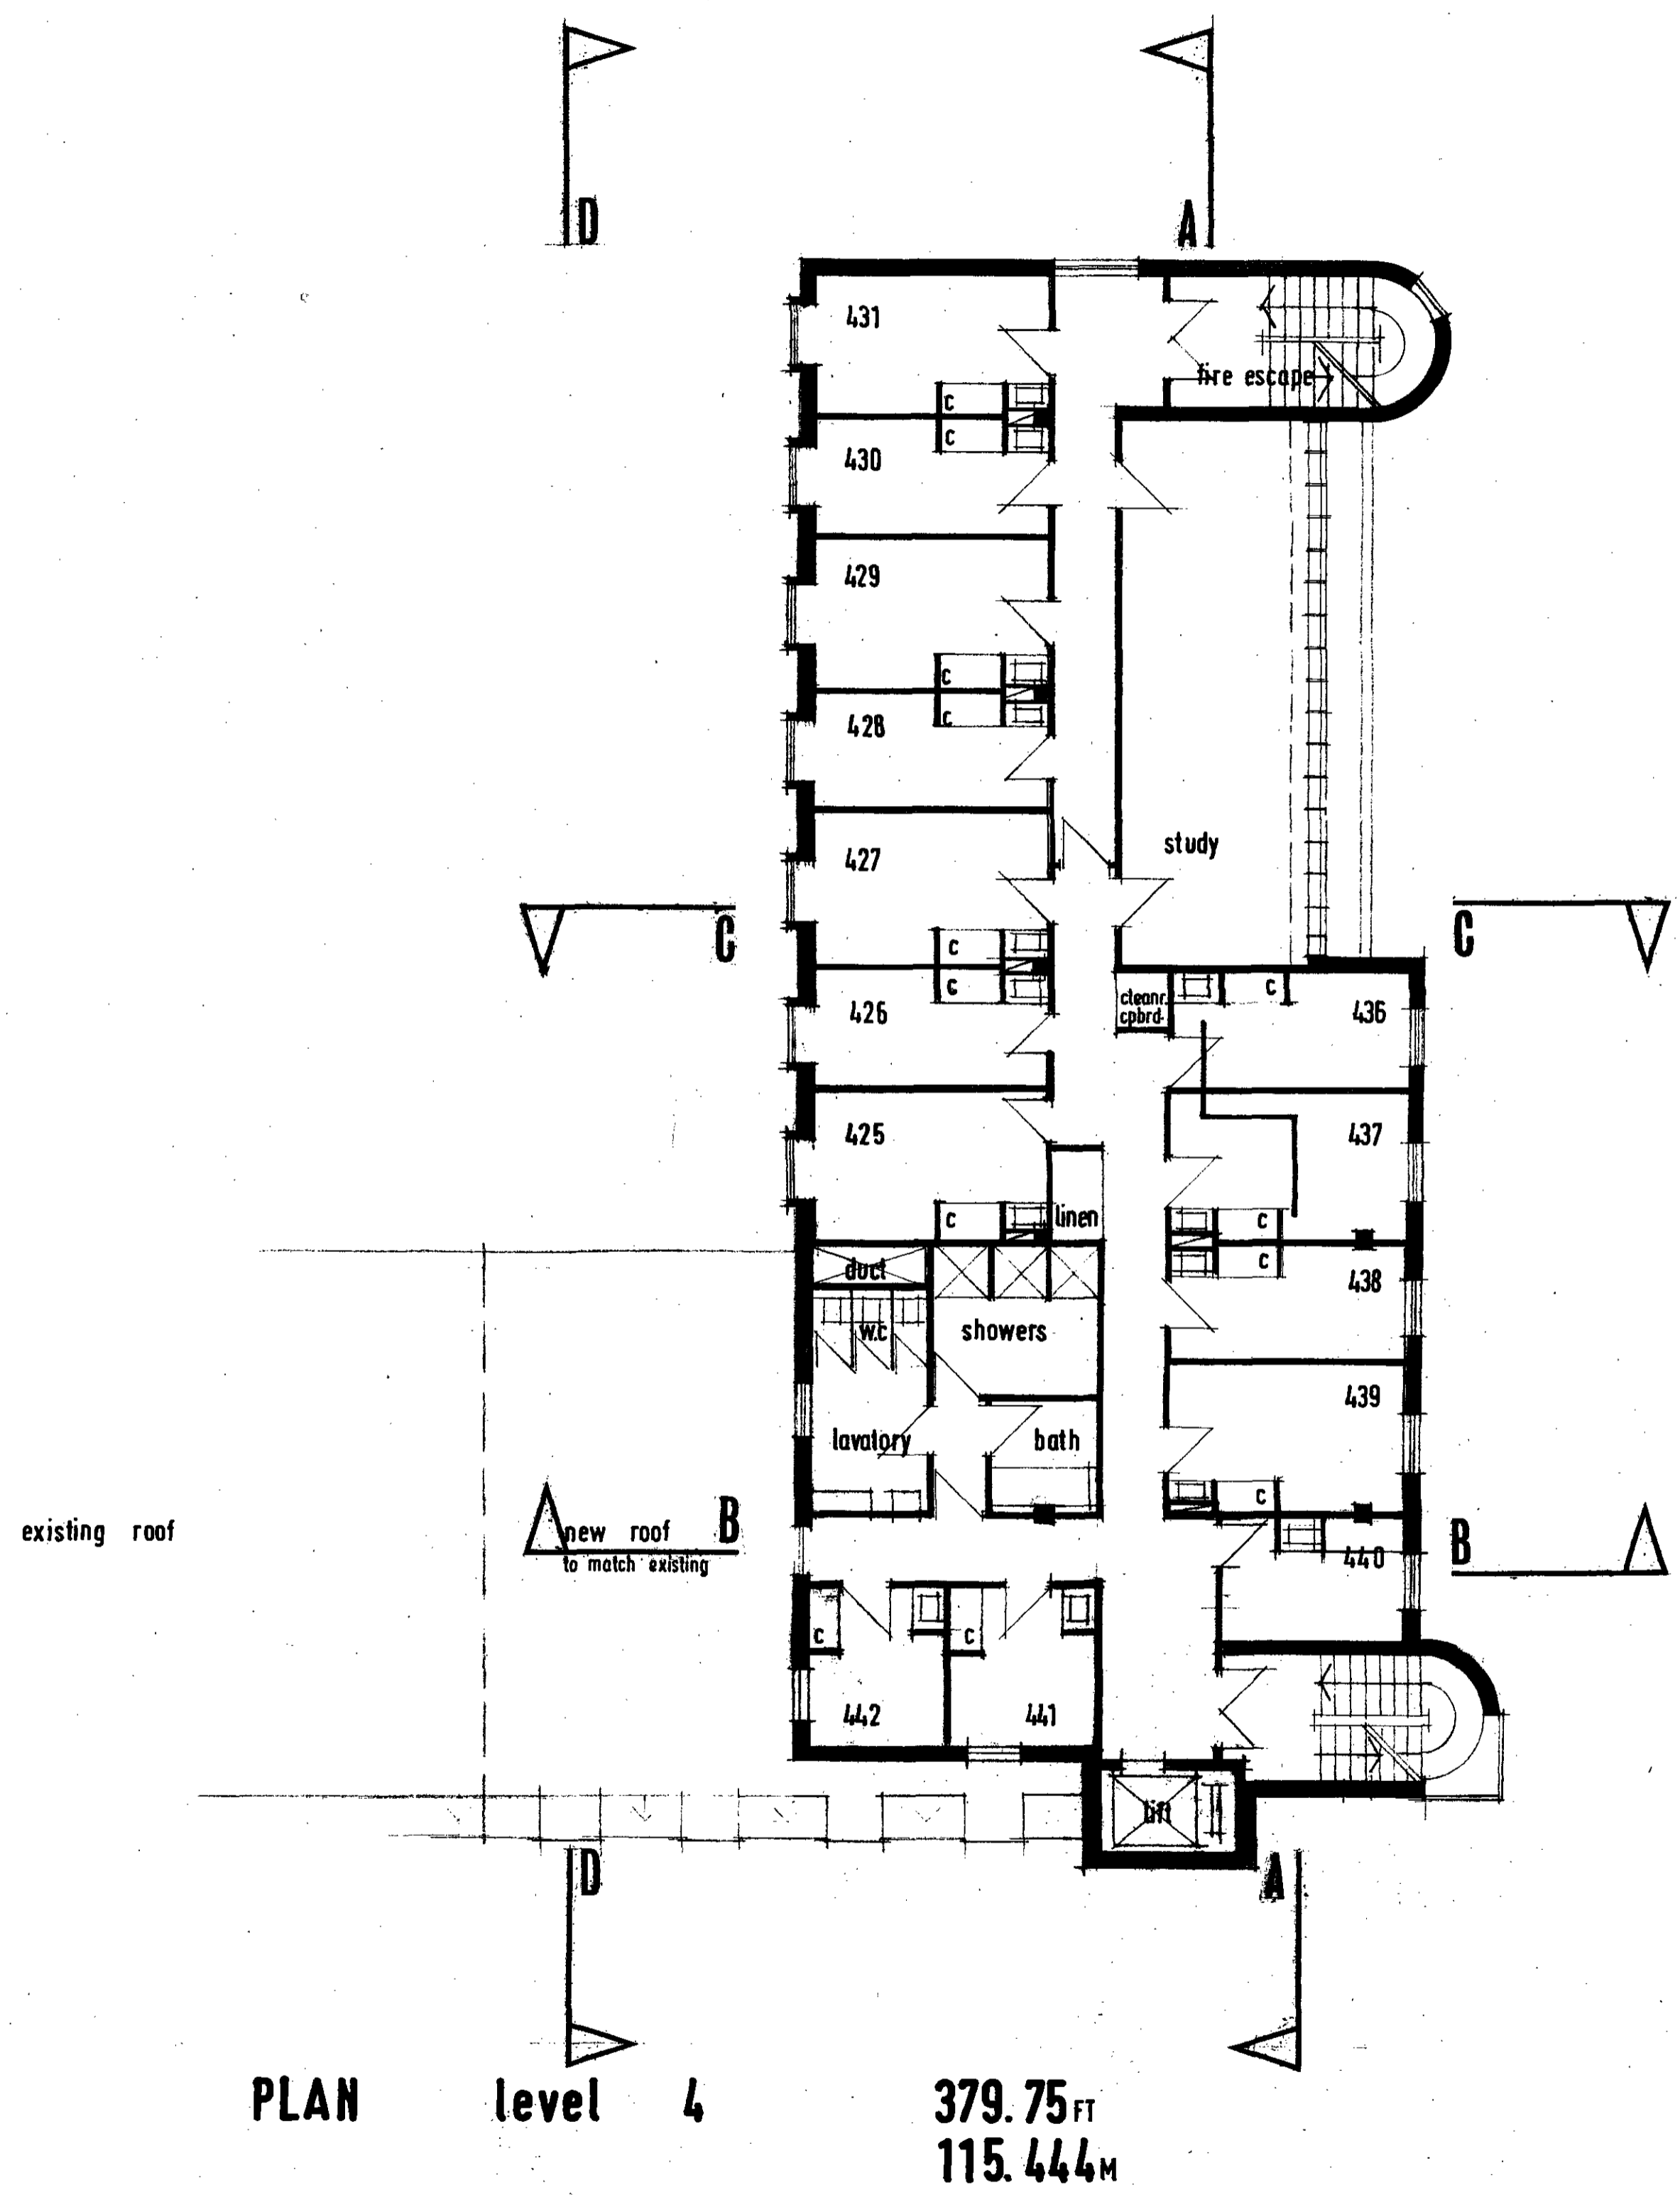 D
A
431
fire escape
c
c
430
429
c
c
428
427
study
C
C
c
c
cleanr.
cpbrd
c
436
426
425
437
c
linen
c
c
duct
438
w.c
showers
439
lavatory
bath
c
existing roof
new roof
to match existing
B
440
B
c
c
442
441
lift
D
A
PLAN level 4
379.75 FT
115.444 M